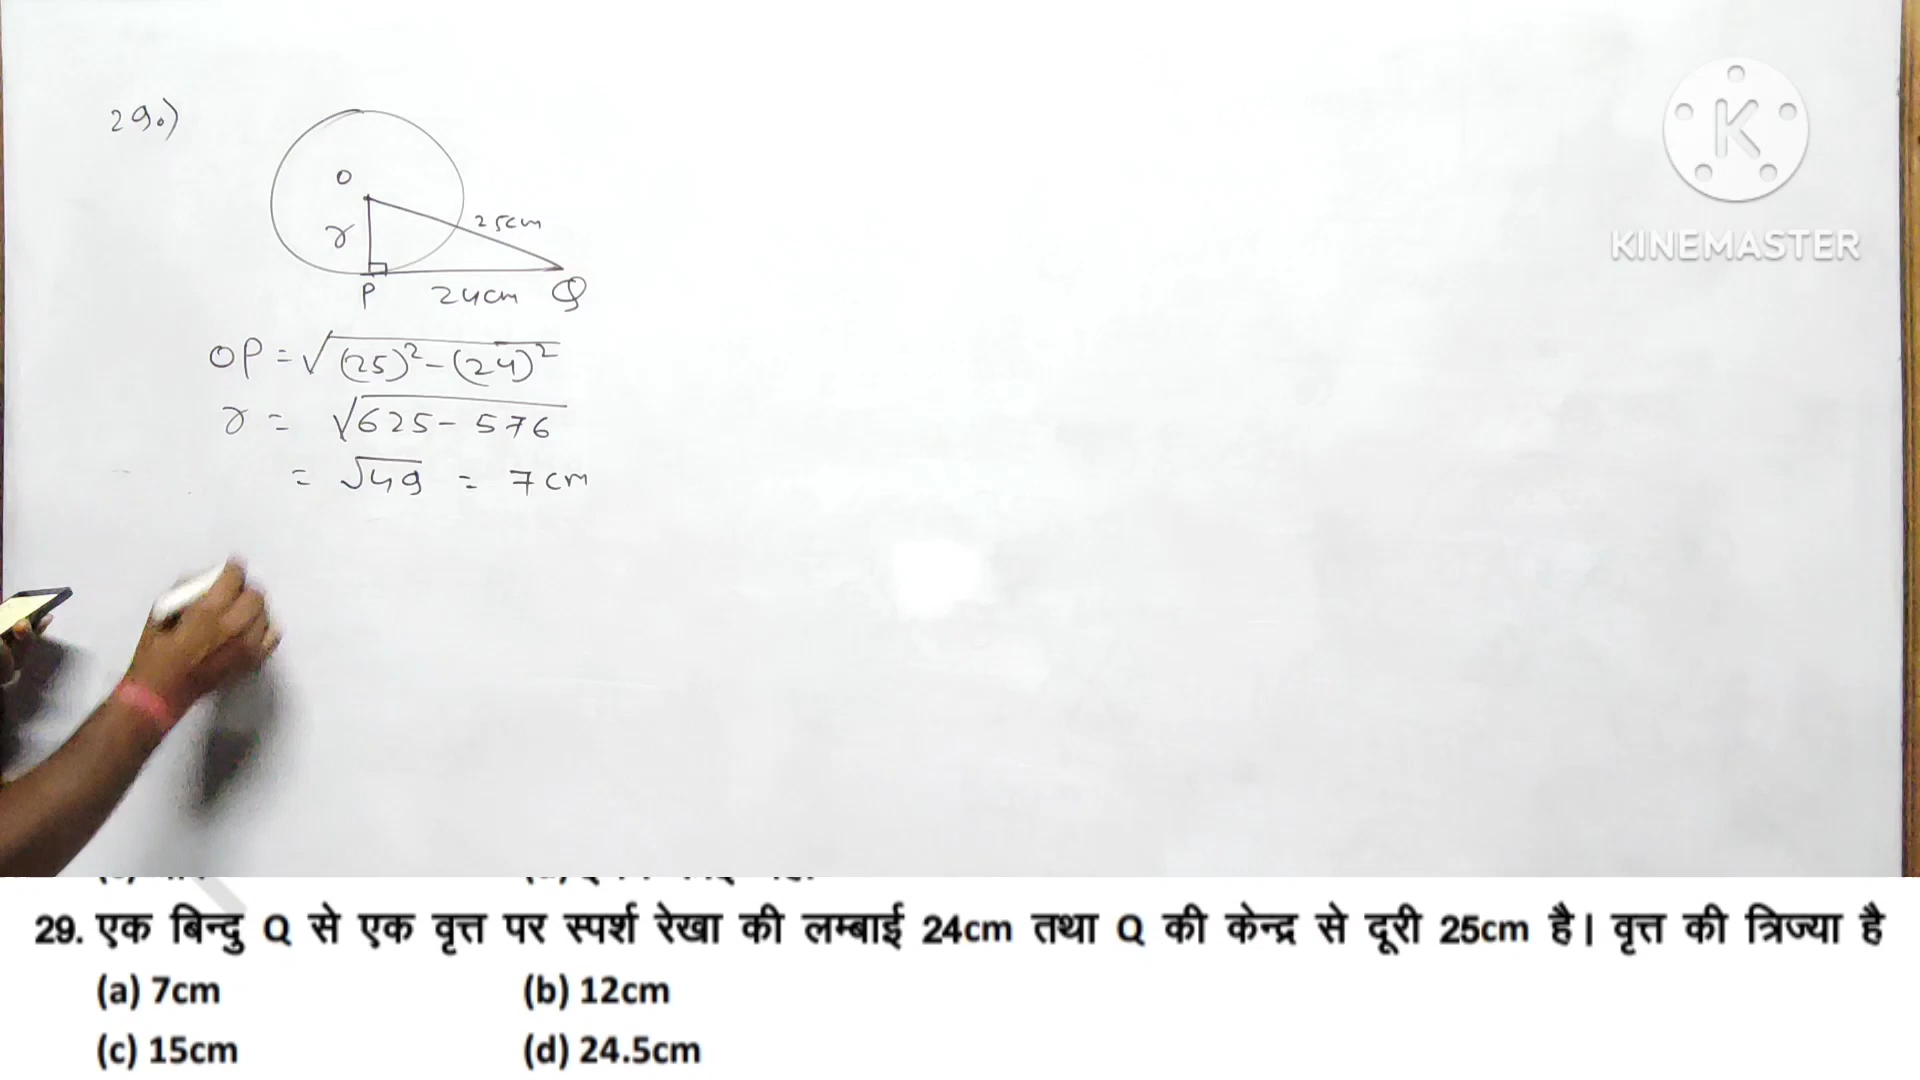 29.)
O
r
25cm
P 24cm Q
OP = √(25)² - (24)²
r = √625 - 576
= √49 = 7cm
K
KINEMASTER
29. एक बिन्दु Q से एक वृत्त पर स्पर्श रेखा की लम्बाई 24cm तथा Q की केन्द्र से दूरी 25cm है। वृत्त की त्रिज्या है
(a) 7cm (b) 12cm
(c) 15cm (d) 24.5cm